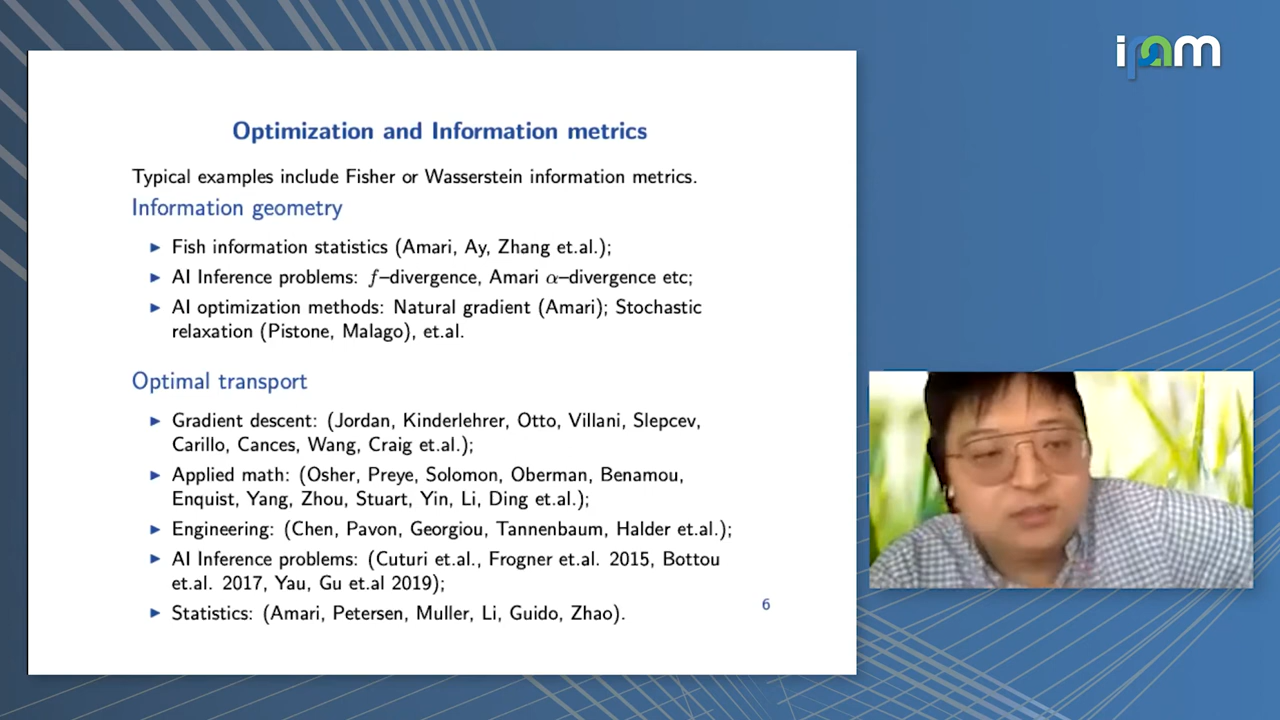 ipam
Optimization and Information metrics
Typical examples include Fisher or Wasserstein information metrics.
Information geometry
▶ Fish information statistics (Amari, Ay, Zhang et.al.);
▶ AI Inference problems: f–divergence, Amari α–divergence etc;
▶ AI optimization methods: Natural gradient (Amari); Stochastic
relaxation (Pistone, Malago), et.al.
Optimal transport
▶ Gradient descent: (Jordan, Kinderlehrer, Otto, Villani, Slepcev,
Carillo, Cances, Wang, Craig et.al.);
▶ Applied math: (Osher, Preye, Solomon, Oberman, Benamou,
Enquist, Yang, Zhou, Stuart, Yin, Li, Ding et.al.);
▶ Engineering: (Chen, Pavon, Georgiou, Tannenbaum, Halder et.al.);
▶ AI Inference problems: (Cuturi et.al., Frogner et.al. 2015, Bottou
et.al. 2017, Yau, Gu et.al 2019);
▶ Statistics: (Amari, Petersen, Muller, Li, Guido, Zhao).
6